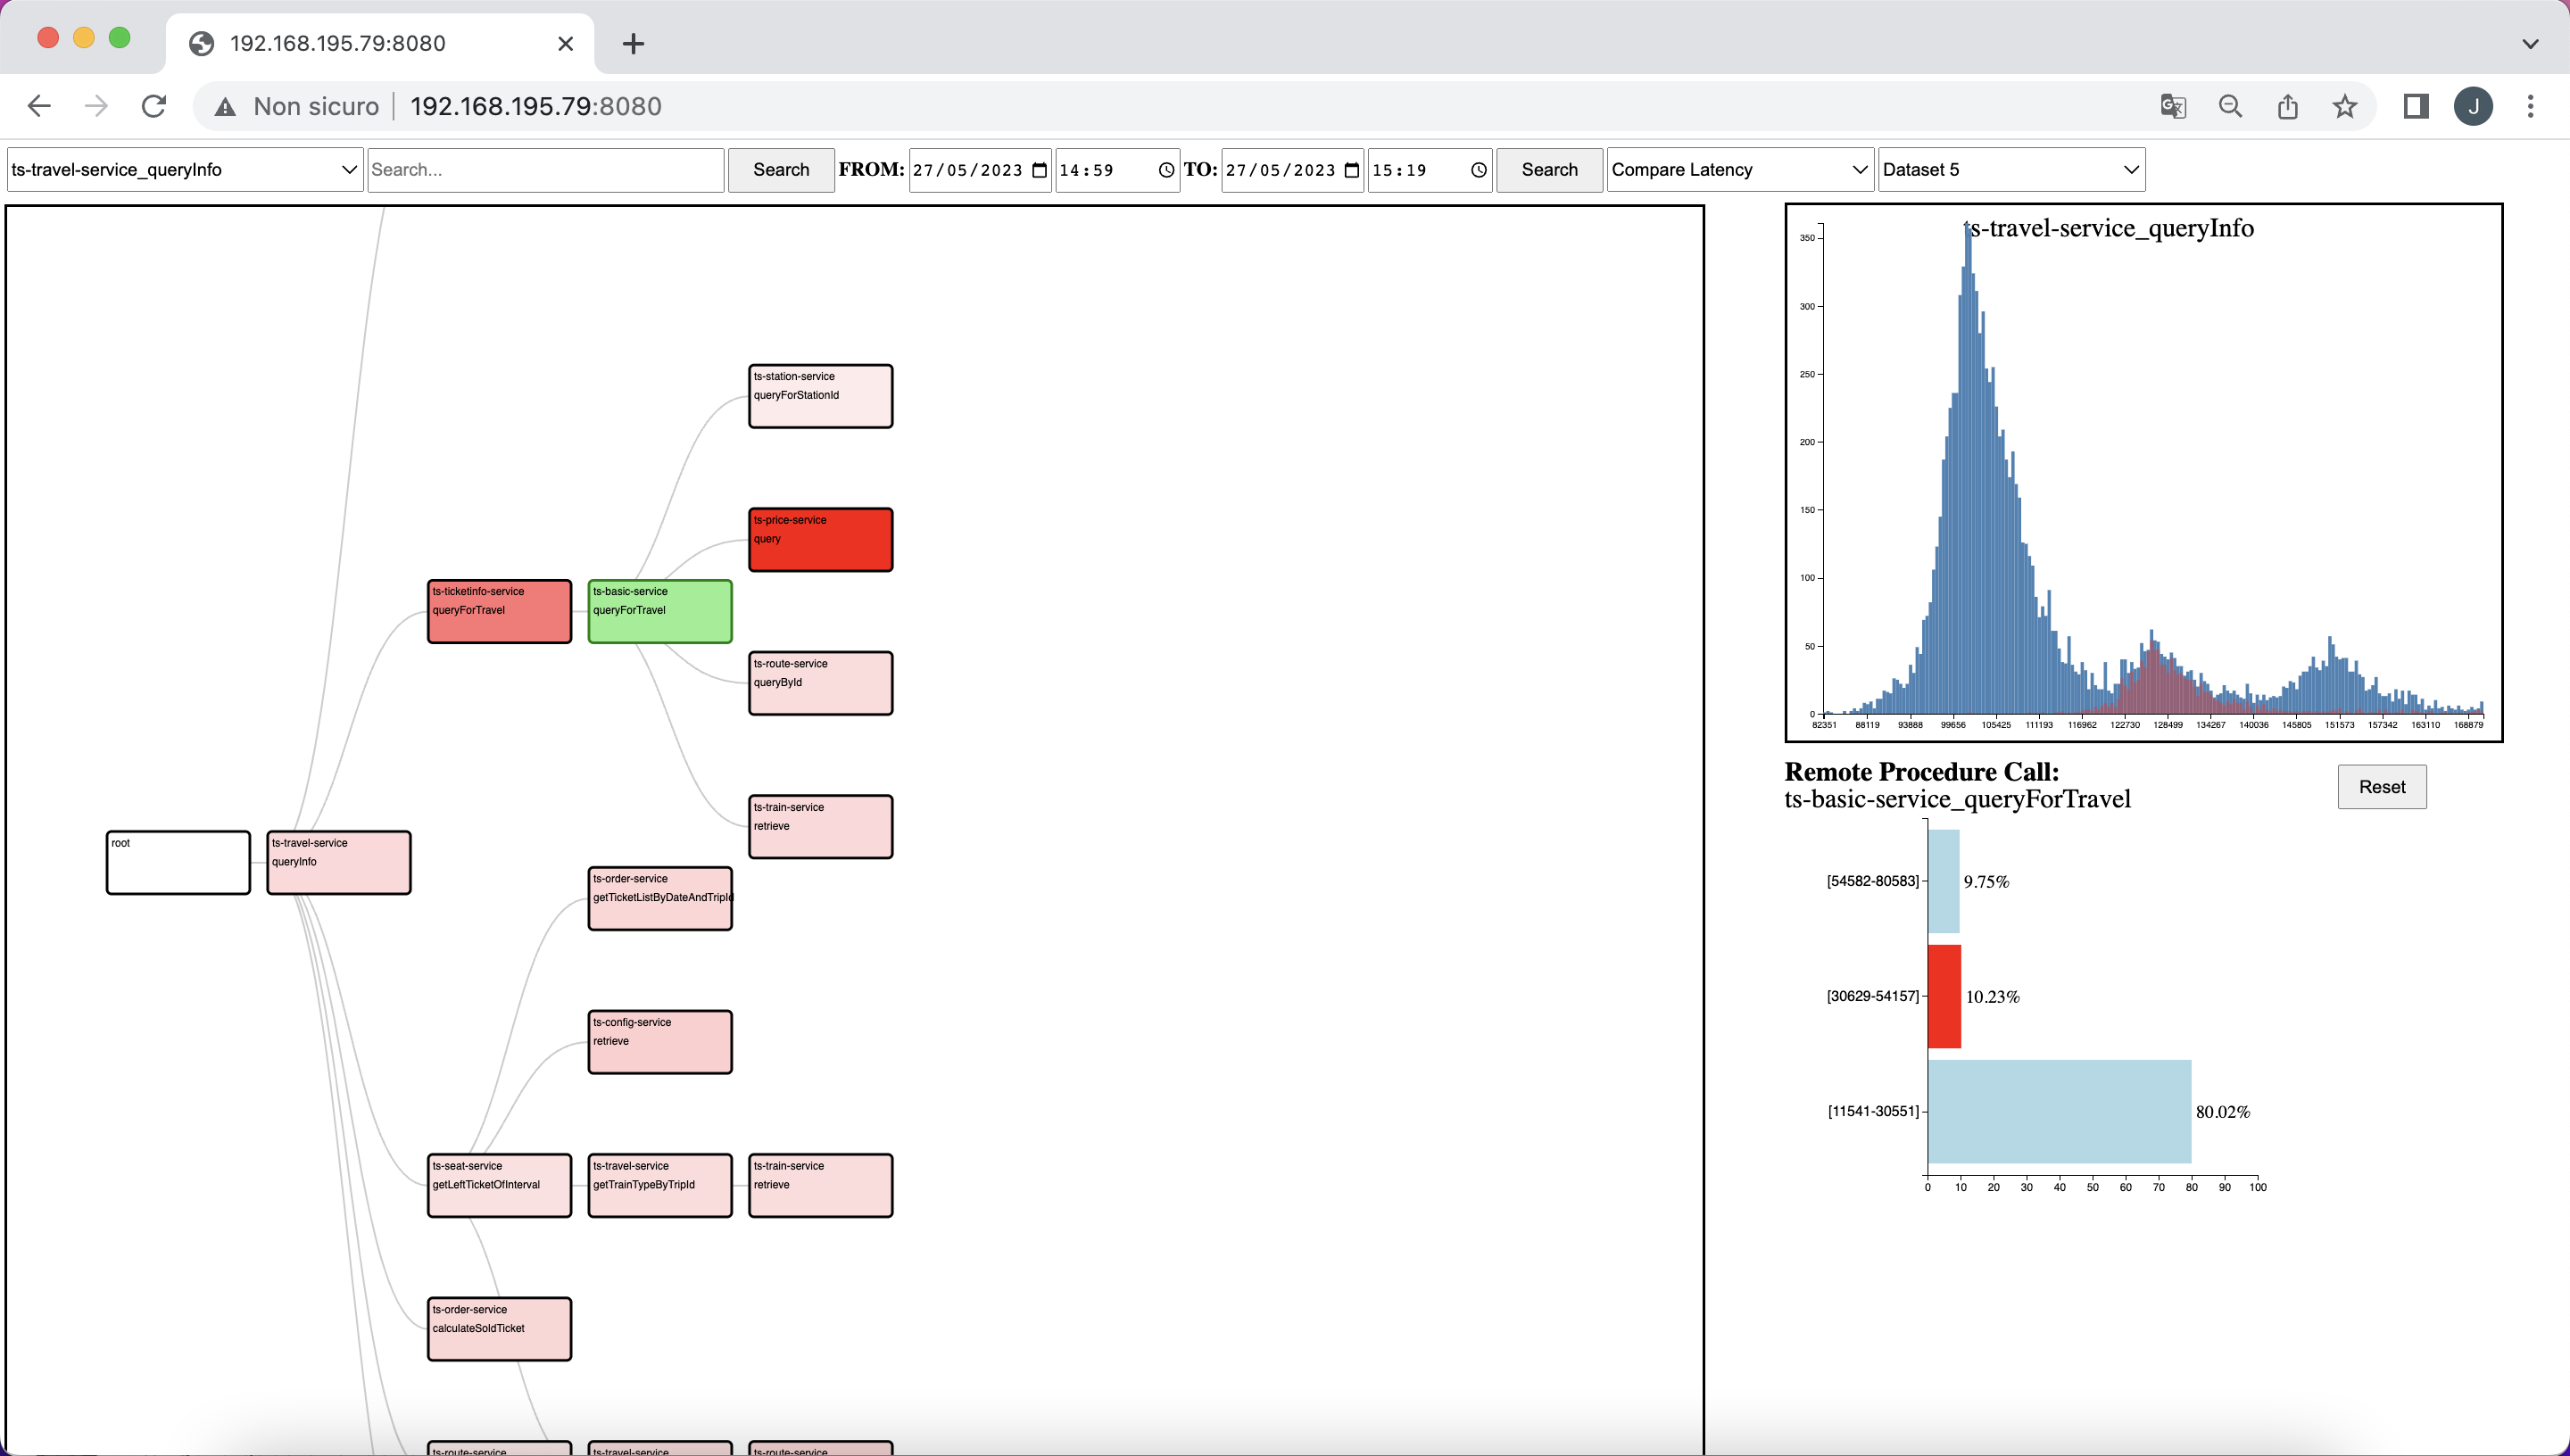 192.168.195.79:8080
Non sicuro 192.168.195.79:8080
J
ts-travel-service_queryInfo Search... Search FROM: 27/05/2023 14:59 TO: 27/05/2023 15:19 Search Compare Latency Dataset 5
ts-station-service
queryForStationId
ts-price-service
query
ts-ticketinfo-service
queryForTravel
ts-basic-service
queryForTravel
ts-route-service
queryById
ts-train-service
retrieve
root
ts-travel-service
queryInfo
ts-order-service
getTicketListByDateAndTripId
ts-config-service
retrieve
ts-seat-service
getLeftTicketOfInterval
ts-travel-service
getTrainTypeByTripId
ts-train-service
retrieve
ts-order-service
calculateSoldTicket
ts-route-service
ts-travel-service
ts-route-service
ts-travel-service_queryInfo
350
300
250
200
150
100
50
0
82351 88119 93888 99656 105425 111193 116962 122730 128499 134267 140036 145805 151573 157342 163110 168879
Remote Procedure Call:
ts-basic-service_queryForTravel
Reset
[54582-80583] 9.75%
[30629-54157] 10.23%
[11541-30551] 80.02%
0 10 20 30 40 50 60 70 80 90 100